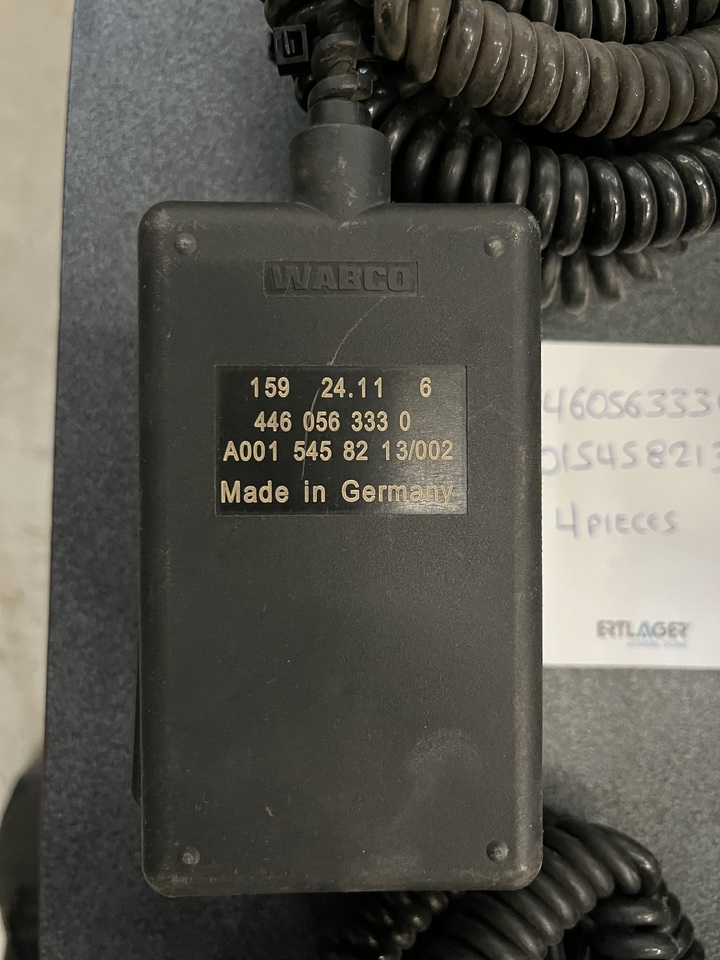 WABCO
159 24.11 6
446 056 333 0
A001 545 82 13/002
Made in Germany
4 PIECES
ERTLAGER